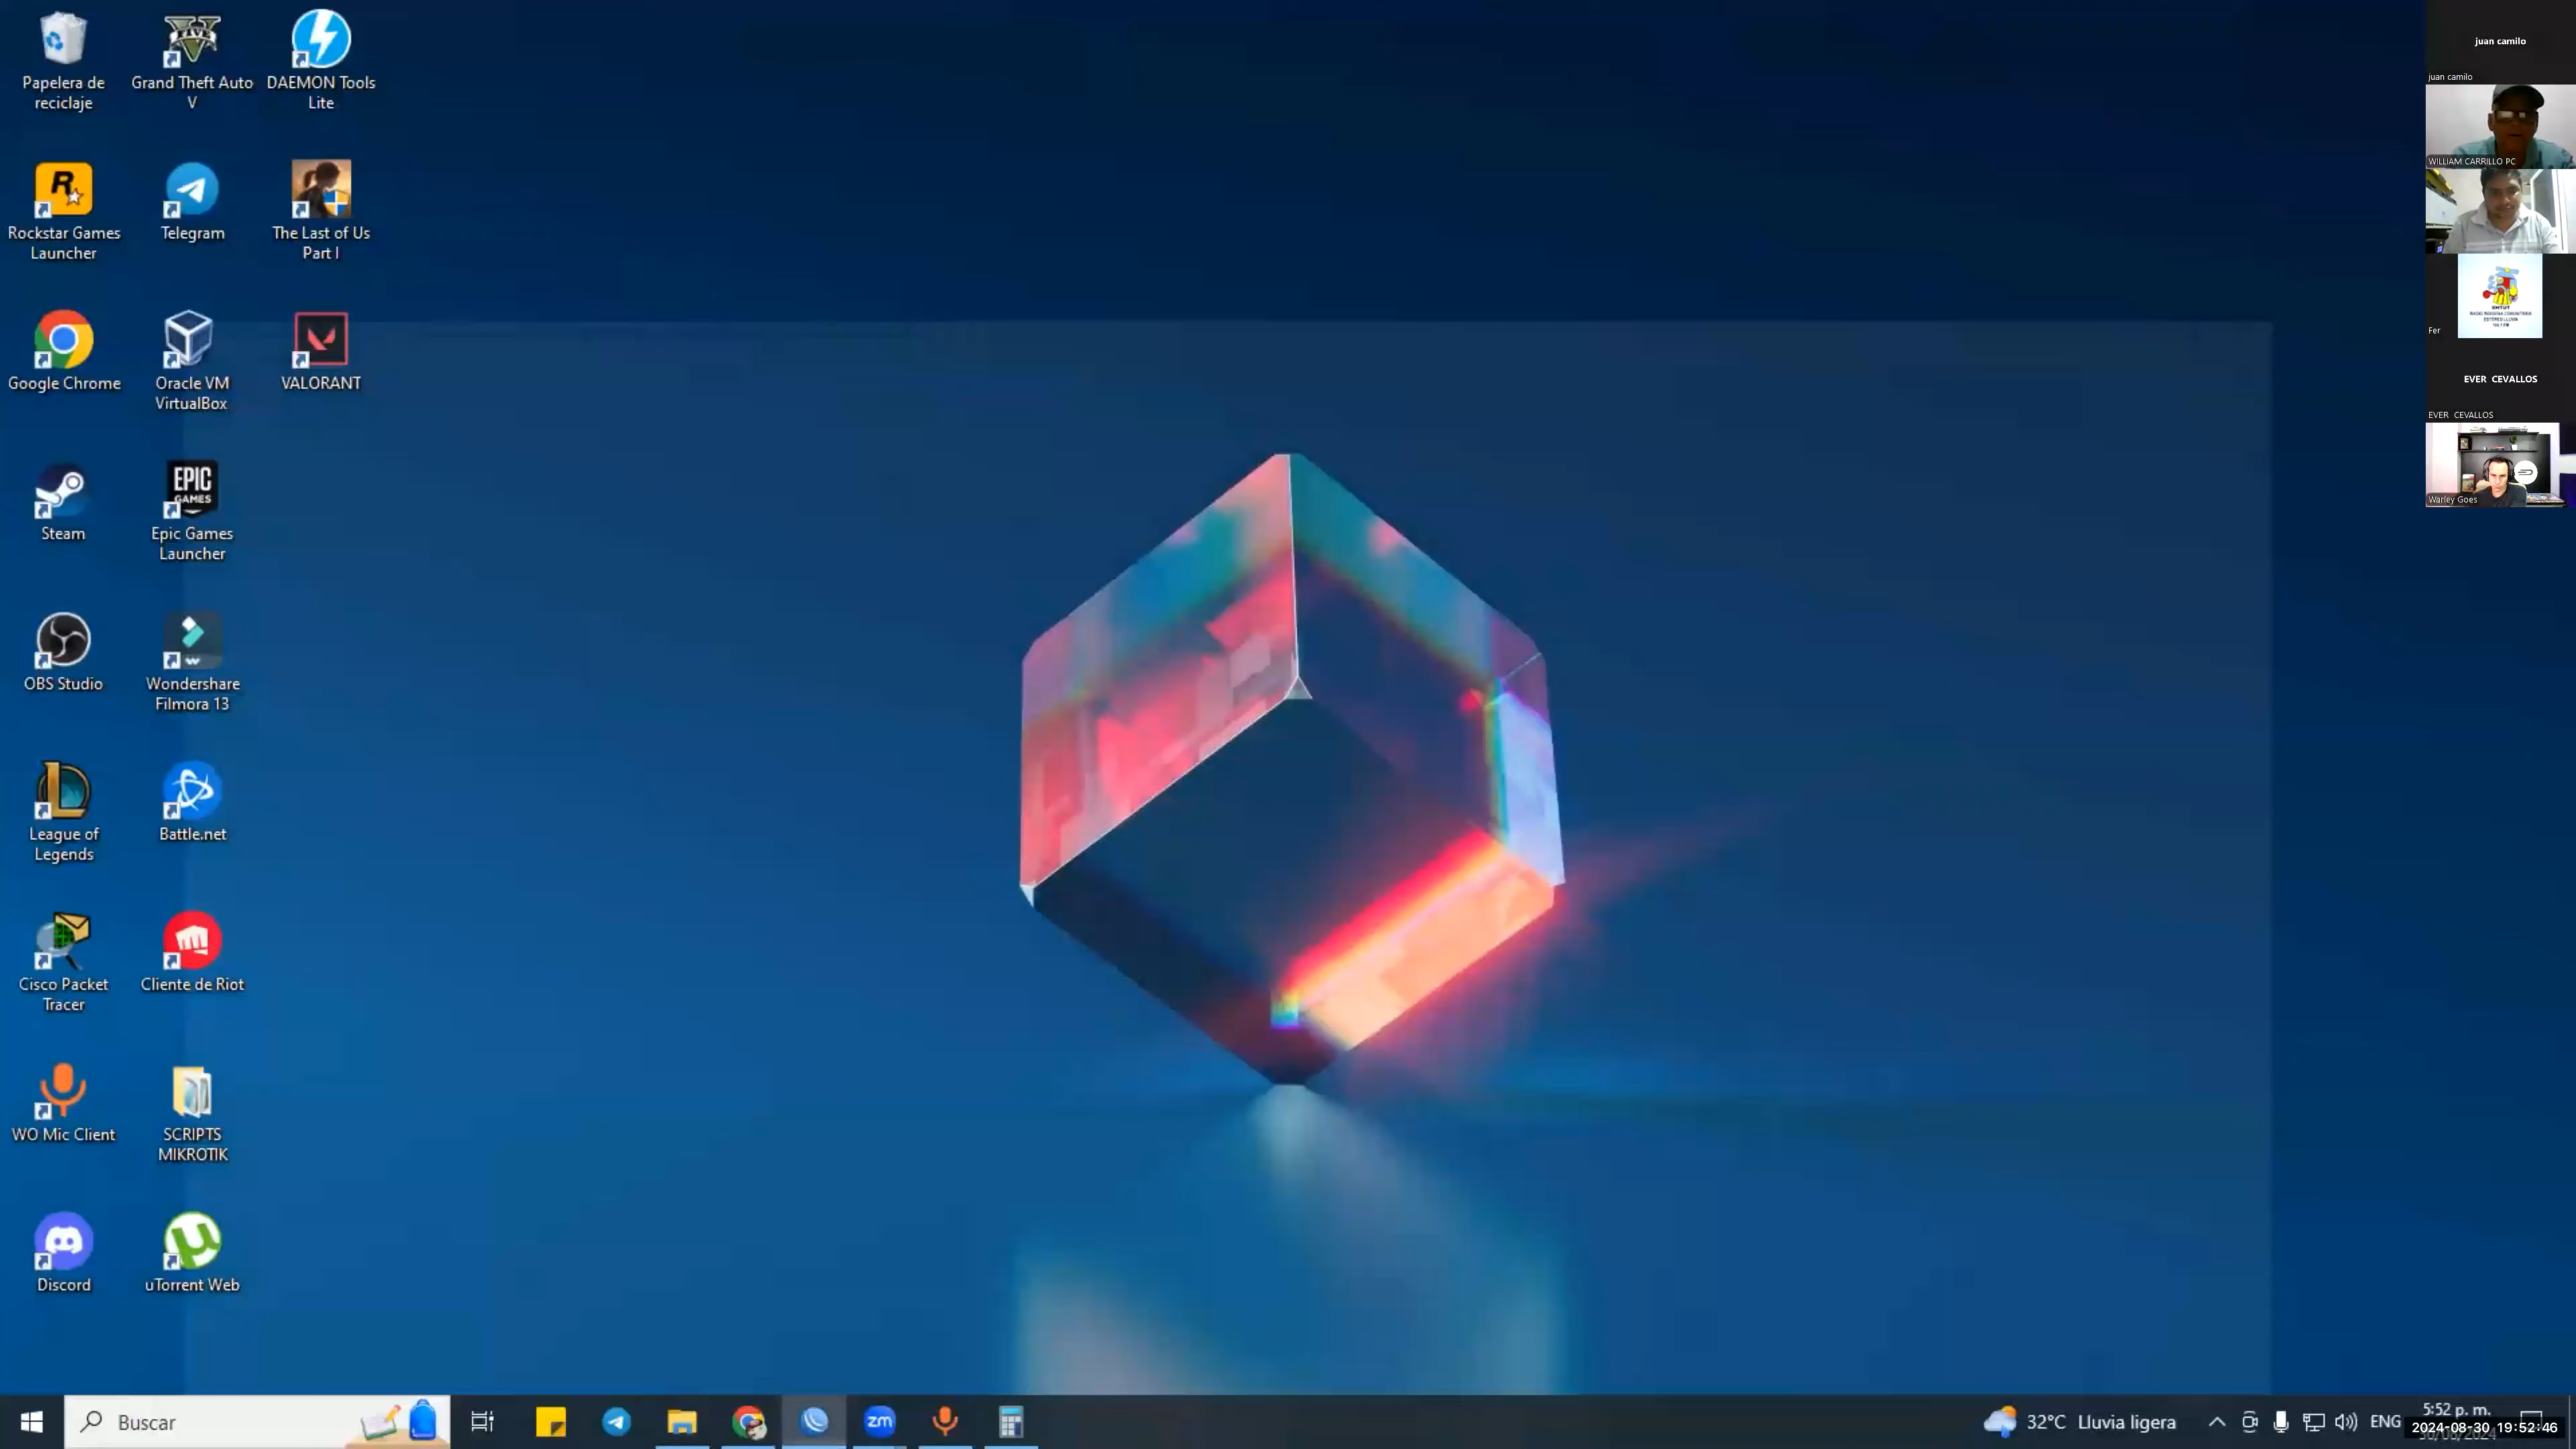 Papelera de
reciclaje
Grand Theft Auto
V
DAEMON Tools
Lite
Rockstar Games
Launcher
Telegram
The Last of Us
Part I
Google Chrome
Oracle VM
VirtualBox
VALORANT
Steam
EPIC
GAMES
Epic Games
Launcher
OBS Studio
Wondershare
Filmora 13
League of
Legends
Battle.net
Cisco Packet
Tracer
Cliente de Riot
WO Mic Client
SCRIPTS
MIKROTIK
Discord
uTorrent Web
juan camilo
juan camilo
WILLIAM CARRILLO PC
Fer
EVER CEVALLOS
EVER CEVALLOS
Warley Goes
Buscar
zm
32°C Lluvia ligera
ENG
5:52 p. m.
2024-08-30 19:52:46